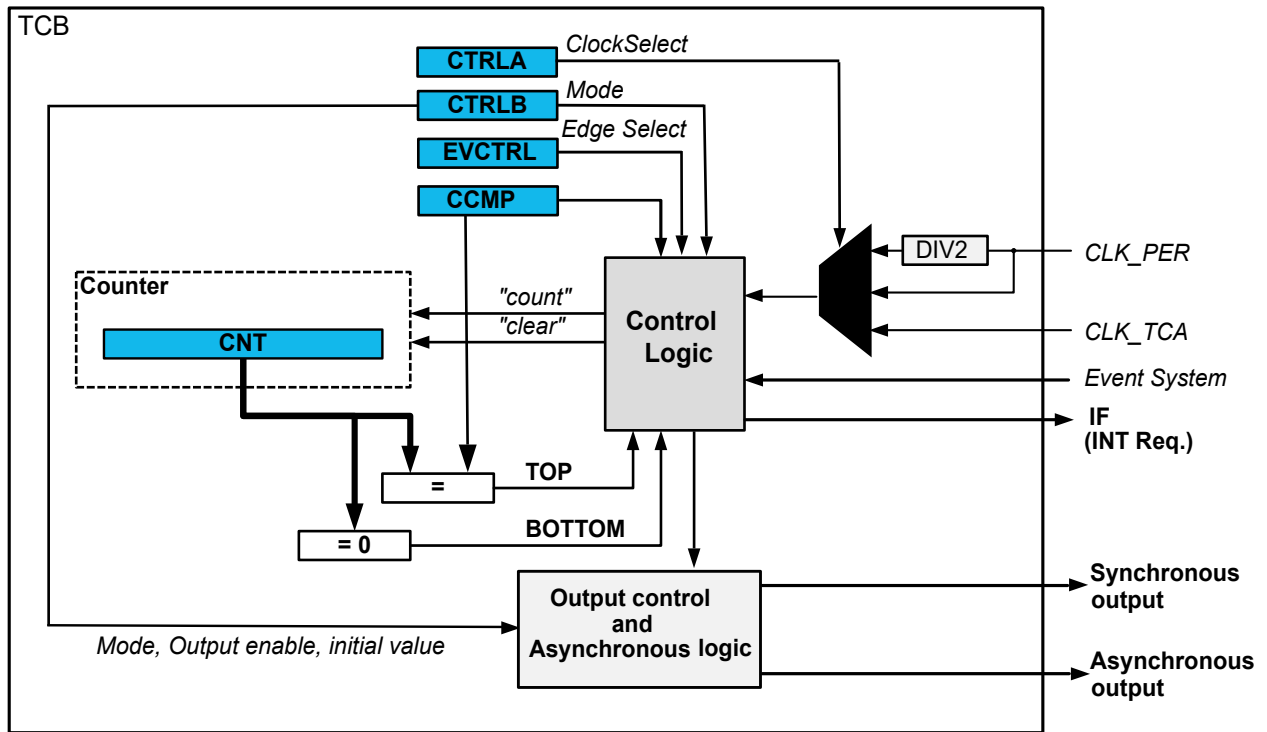 TCB
CTRLA
ClockSelect
CTRLB
Mode
EVCTRL
Edge Select
CCMP
DIV2
CLK_PER
Counter
"count"
"clear"
CNT
Control
Logic
CLK_TCA
Event System
IF
(INT Req.)
=
TOP
= 0
BOTTOM
Output control
and
Asynchronous logic
Mode, Output enable, initial value
Synchronous
output
Asynchronous
output